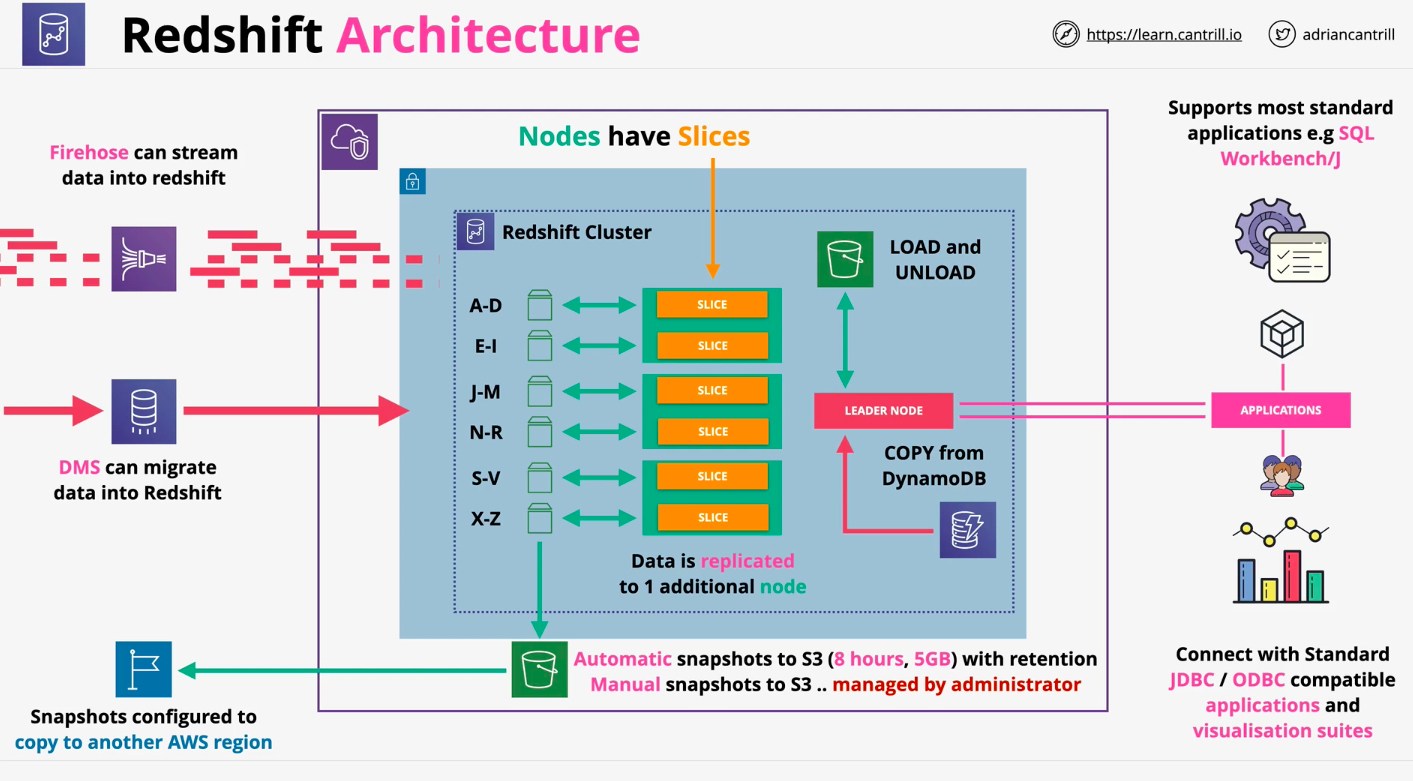 Redshift Architecture
https://learn.cantrill.io
adriancantrill
Firehose can stream
data into redshift
DMS can migrate
data into Redshift
Nodes have Slices
Redshift Cluster
A-D
SLICE
E-I
SLICE
J-M
SLICE
N-R
SLICE
S-V
SLICE
X-Z
SLICE
Data is replicated
to 1 additional node
LOAD and
UNLOAD
LEADER NODE
COPY from
DynamoDB
Automatic snapshots to S3 (8 hours, 5GB) with retention
Manual snapshots to S3 .. managed by administrator
Snapshots configured to
copy to another AWS region
Supports most standard
applications e.g SQL
Workbench/J
APPLICATIONS
Connect with Standard
JDBC / ODBC compatible
applications and
visualisation suites